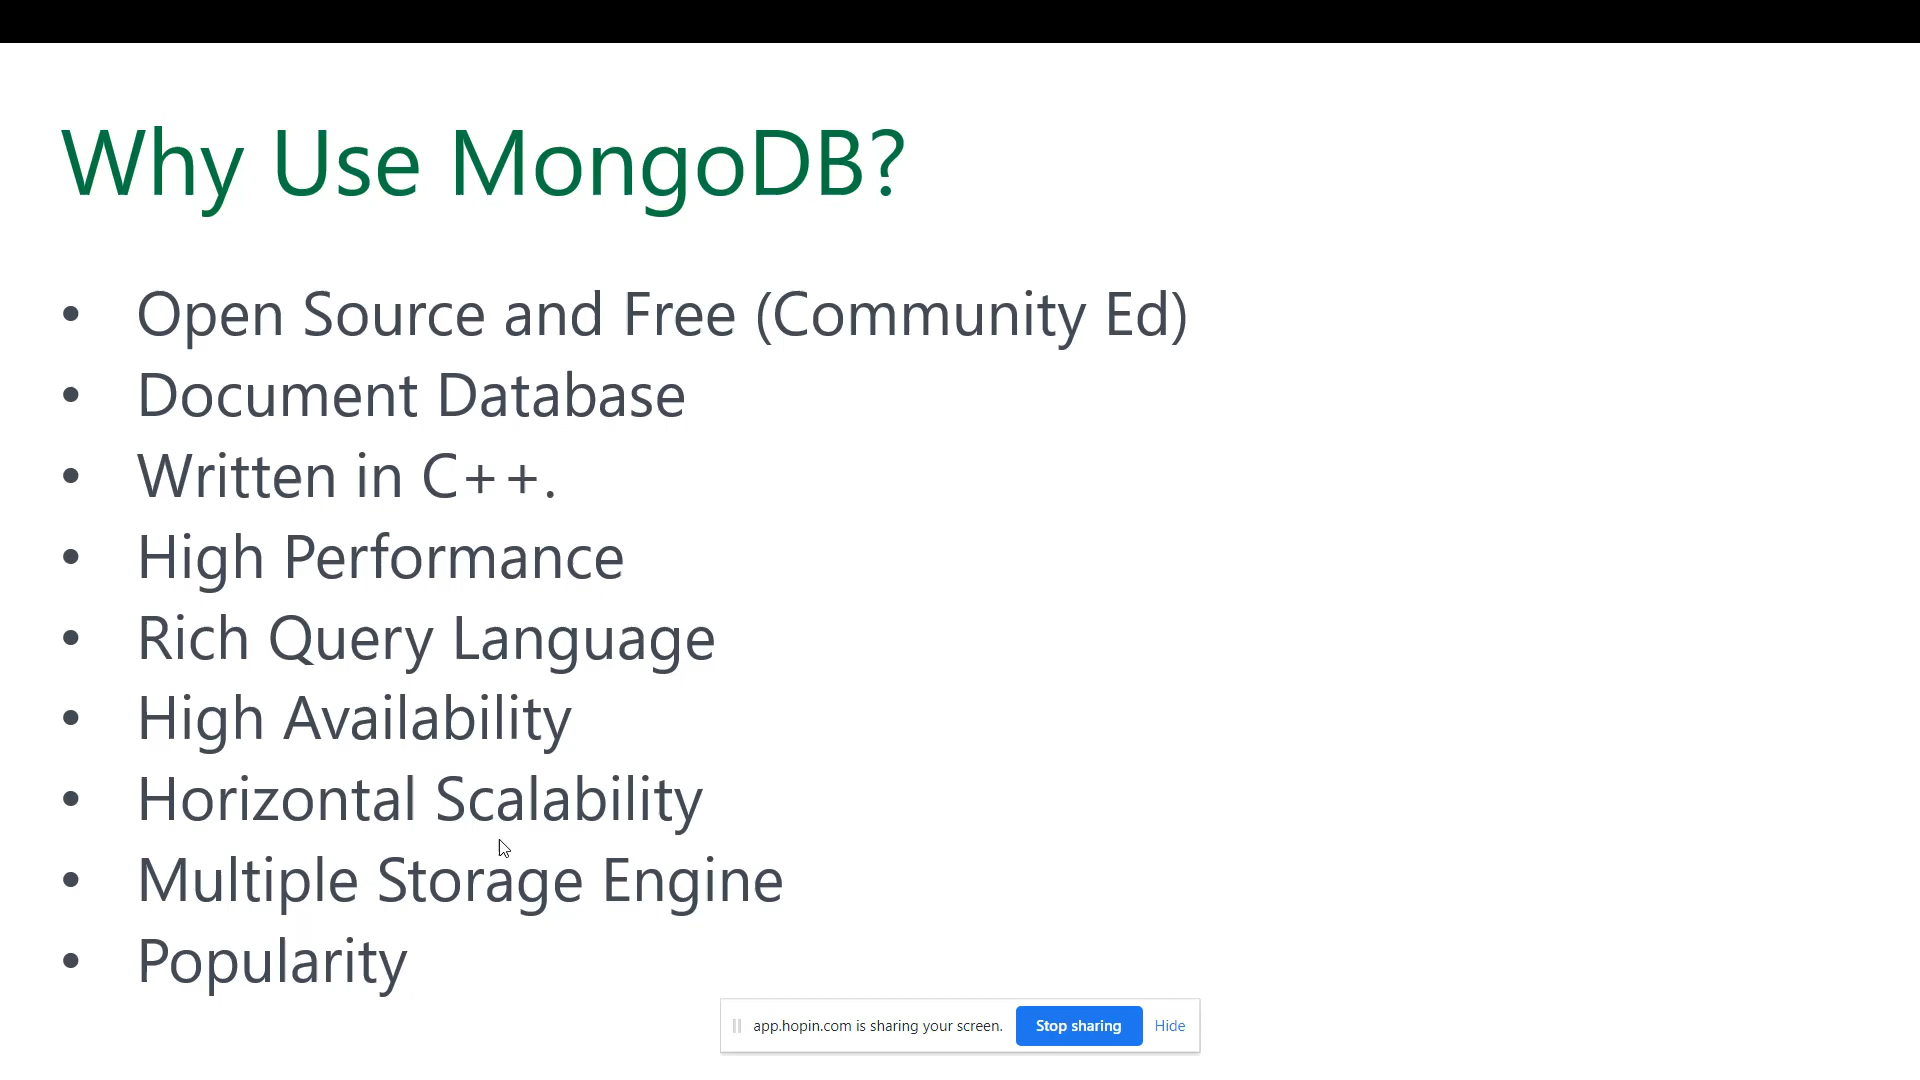 Why Use MongoDB?
• Open Source and Free (Community Ed)
• Document Database
• Written in C++.
• High Performance
• Rich Query Language
• High Availability
• Horizontal Scalability
• Multiple Storage Engine
• Popularity
app.hopin.com is sharing your screen. Stop sharing Hide